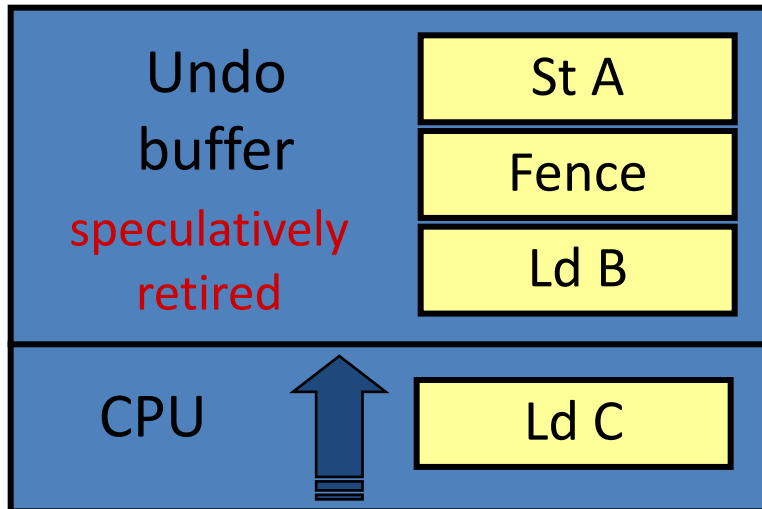 Undo
buffer
speculatively
retired
St A
Fence
Ld B
CPU
Ld C